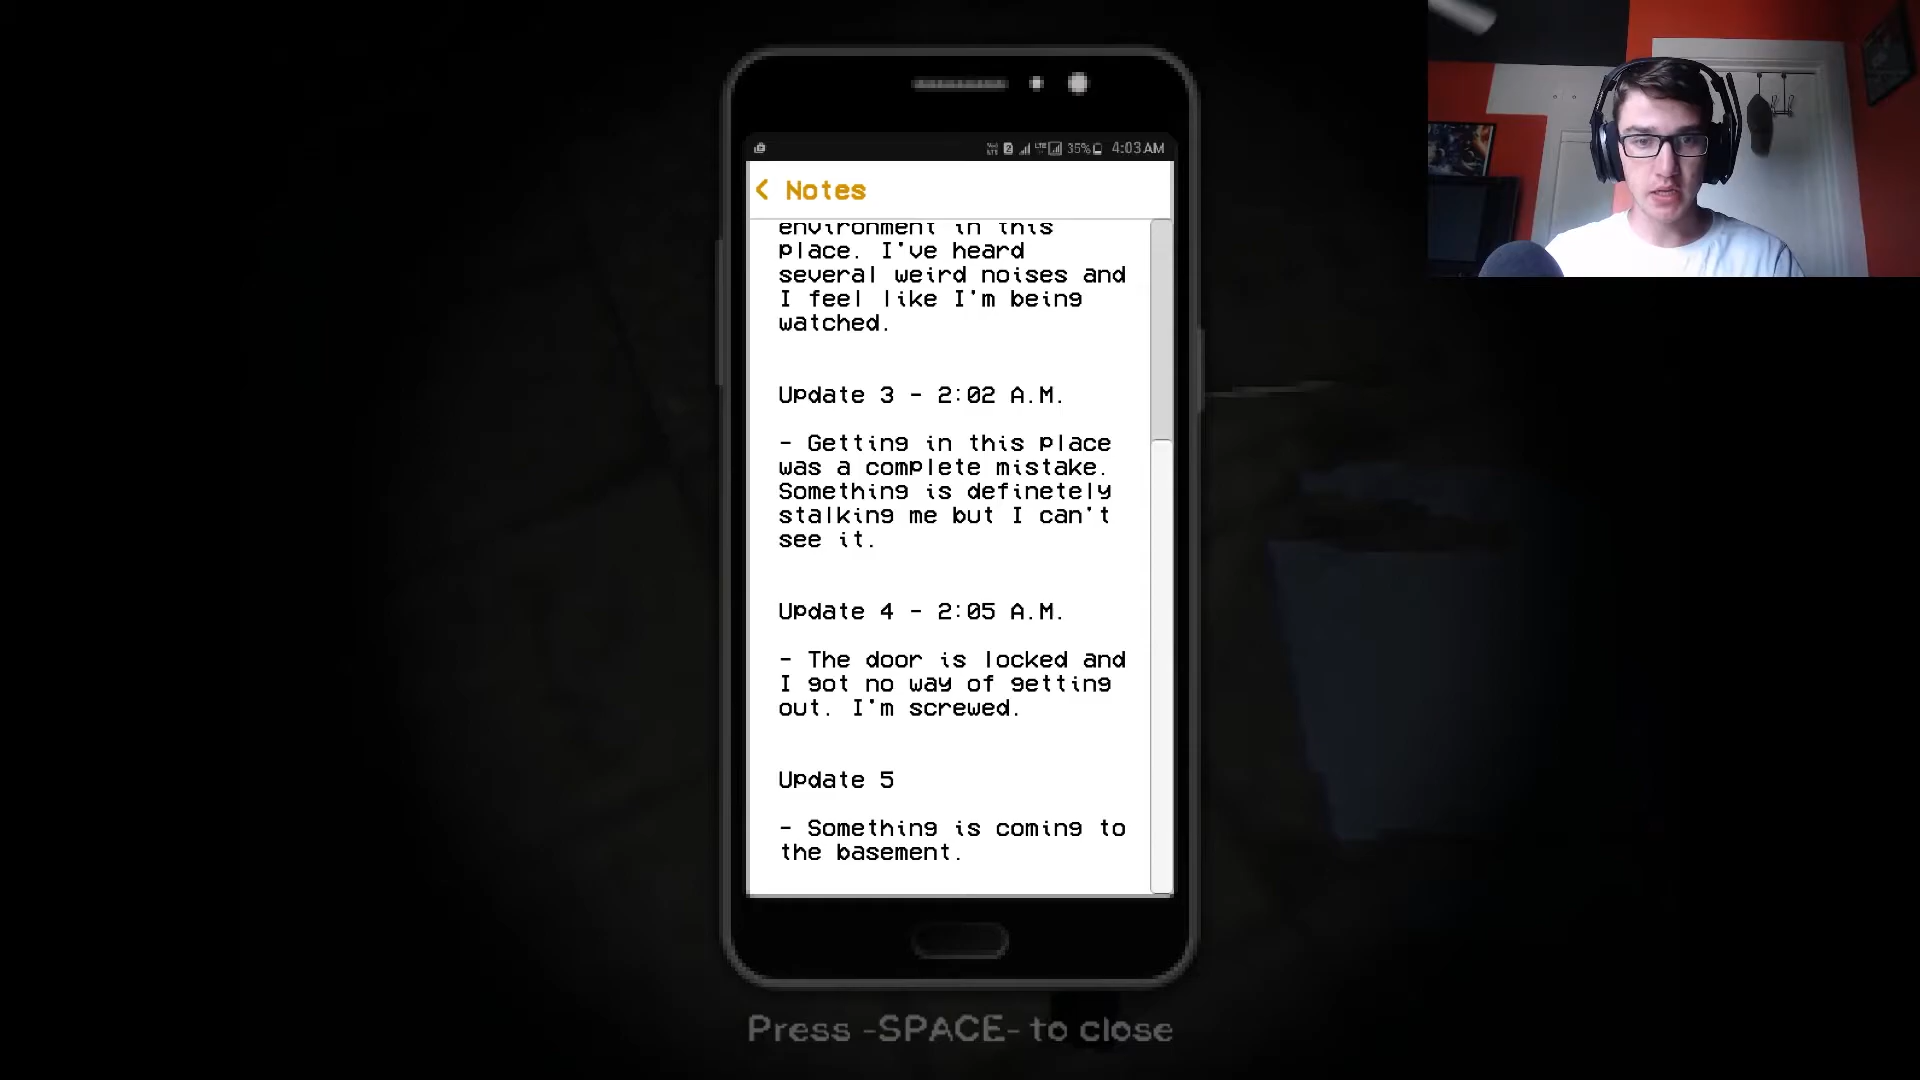 35% 4:03 AM
< Notes
environment in this
place. I've heard
several weird noises and
I feel like I'm being
watched.
Update 3 - 2:02 A.M.
- Getting in this place
was a complete mistake.
Something is definetely
stalking me but I can't
see it.
Update 4 - 2:05 A.M.
- The door is locked and
I got no way of getting
out. I'm screwed.
Update 5
- Something is coming to
the basement.
Press -SPACE- to close